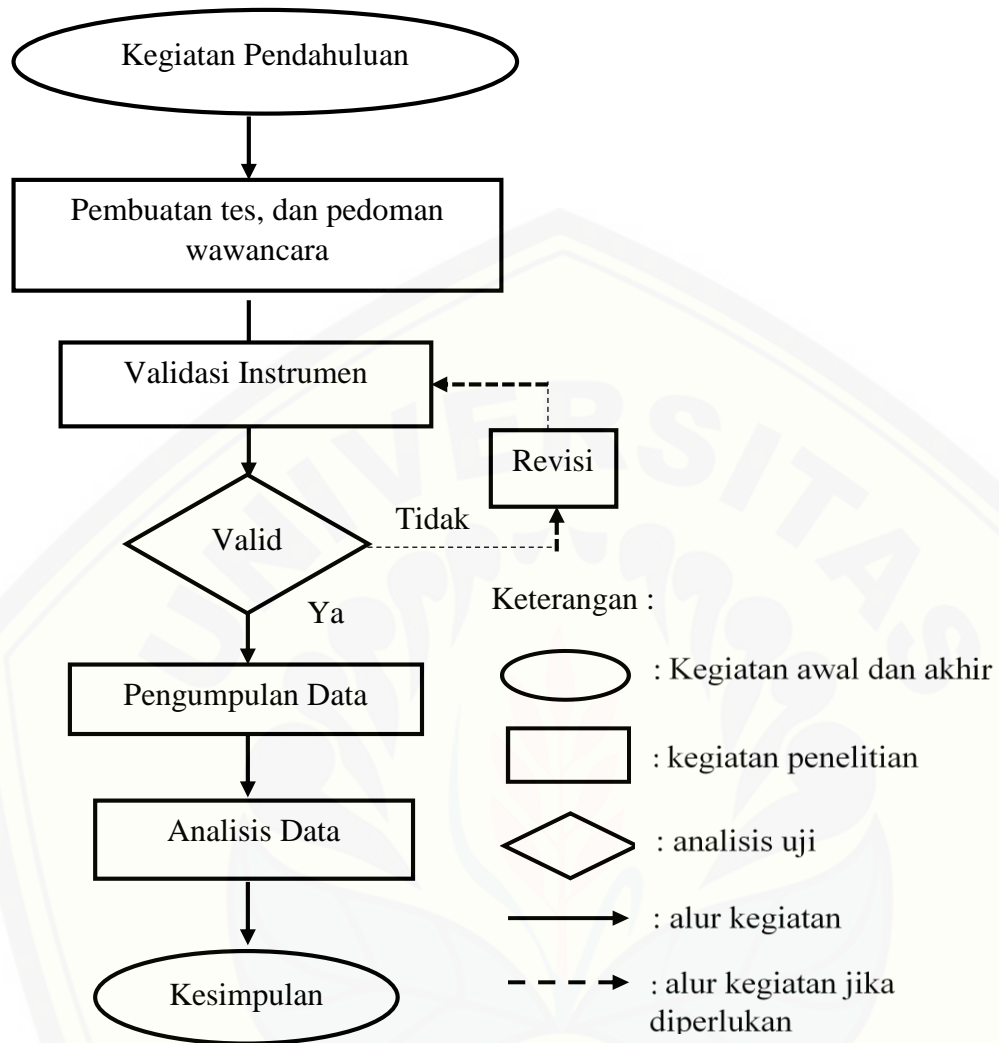 Kegiatan Pendahuluan
Pembuatan tes, dan pedoman
wawancara
Validasi Instrumen
Revisi
Valid
Tidak
Ya
Pengumpulan Data
Analisis Data
Kesimpulan
Keterangan :
: Kegiatan awal dan akhir
: kegiatan penelitian
: analisis uji
: alur kegiatan
: alur kegiatan jika
diperlukan
UNIVERSITAS